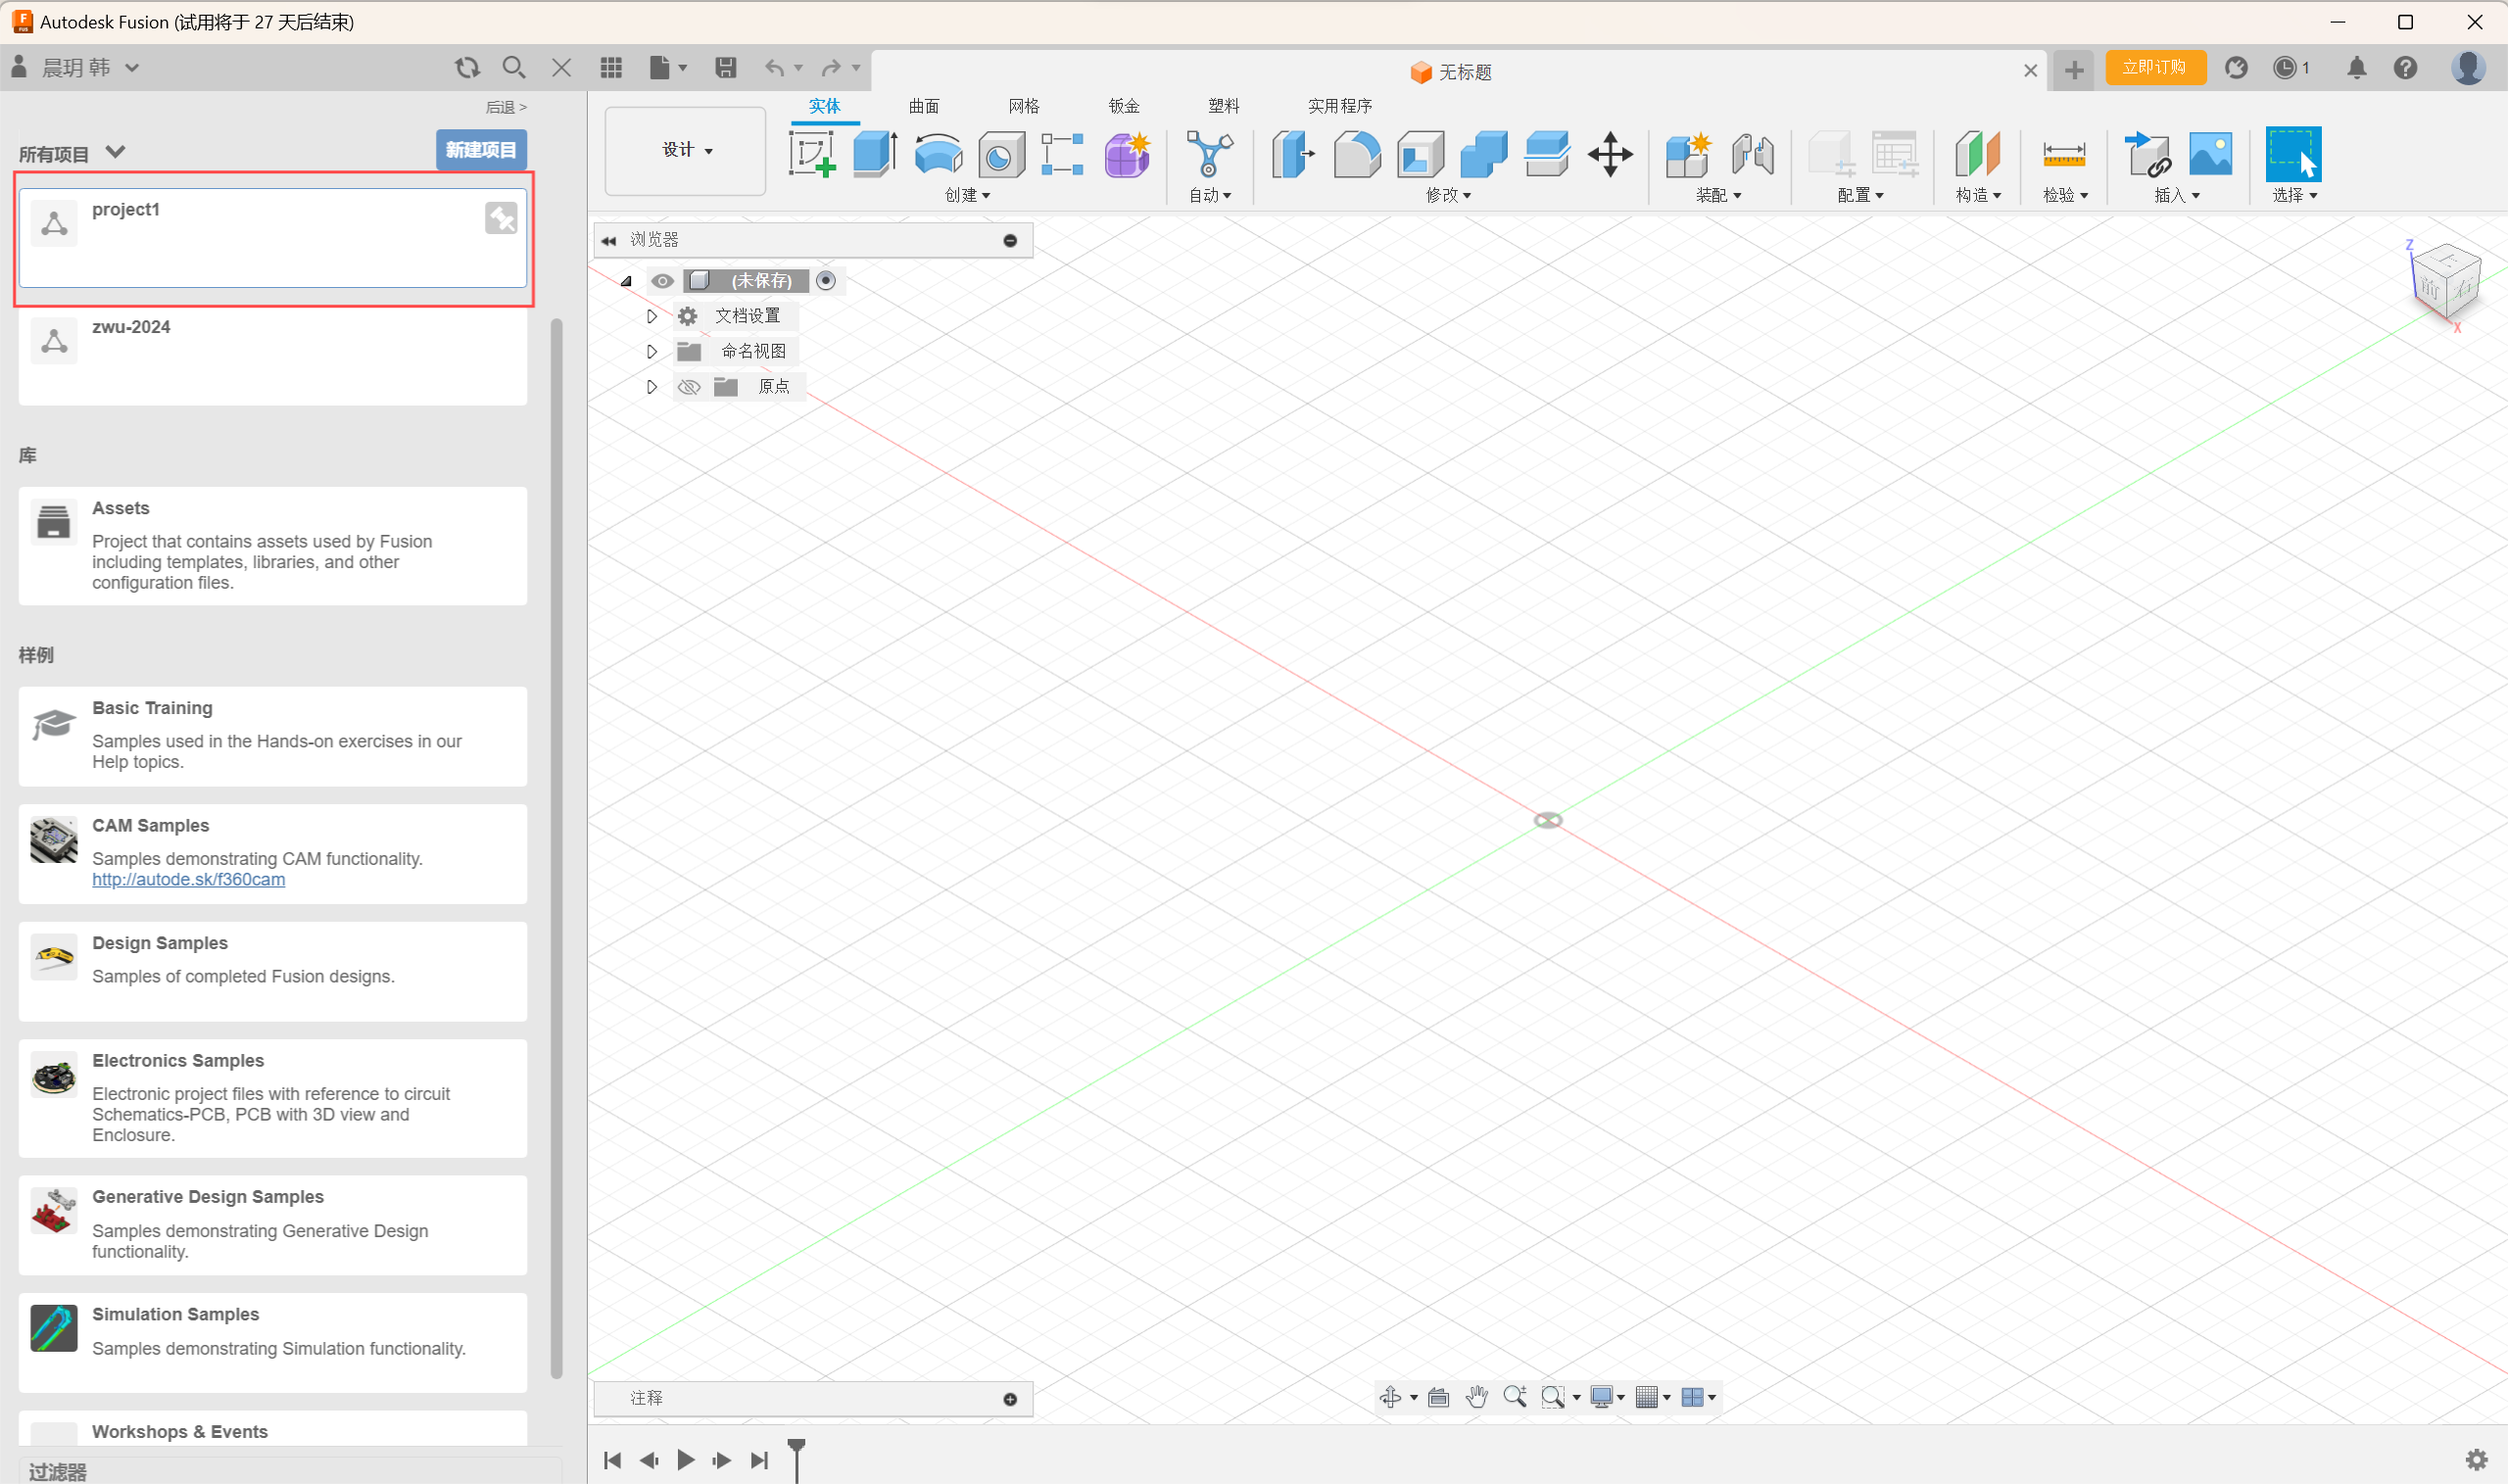 Autodesk Fusion (试用将于 27 天后结束)
晨玥 韩
无标题
立即订购
1
后退 >
所有项目
新建项目
project1
zwu-2024
库
Assets
Project that contains assets used by Fusion
including templates, libraries, and other
configuration files.
样例
Basic Training
Samples used in the Hands-on exercises in our
Help topics.
CAM Samples
Samples demonstrating CAM functionality.
http://autode.sk/f360cam
Design Samples
Samples of completed Fusion designs.
Electronics Samples
Electronic project files with reference to circuit
Schematics-PCB, PCB with 3D view and
Enclosure.
Generative Design Samples
Samples demonstrating Generative Design
functionality.
Simulation Samples
Samples demonstrating Simulation functionality.
Workshops & Events
过滤器
设计
实体 曲面 网格 钣金 塑料 实用程序
创建 自动 修改 装配 配置 构造 检验 插入 选择
浏览器
(未保存)
文档设置
命名视图
原点
Z
上
前 右
X
注释